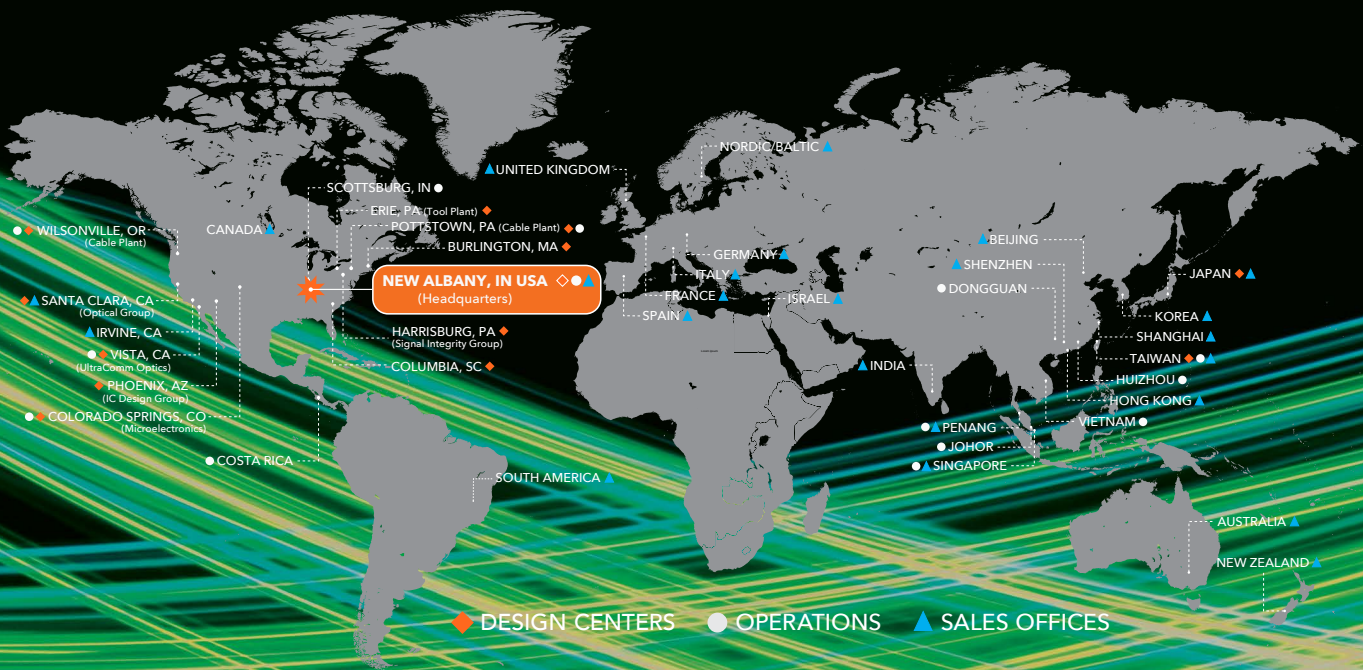 NORDIC/BALTIC
UNITED KINGDOM
SCOTTSBURG, IN
ERIE, PA (Tool Plant)
POTTSTOWN, PA (Cable Plant)
BURLINGTON, MA
WILSONVILLE, OR
(Cable Plant)
CANADA
NEW ALBANY, IN USA
(Headquarters)
SANTA CLARA, CA
(Optical Group)
IRVINE, CA
VISTA, CA
(UltraComm Optics)
PHOENIX, AZ
(IC Design Group)
COLORADO SPRINGS, CO
(Microelectronics)
HARRISBURG, PA
(Signal Integrity Group)
COLUMBIA, SC
COSTA RICA
SOUTH AMERICA
GERMANY
ITALY
FRANCE
SPAIN
ISRAEL
BEIJING
SHENZHEN
DONGGUAN
JAPAN
KOREA
SHANGHAI
TAIWAN
HUIZHOU
HONG KONG
VIETNAM
INDIA
PENANG
JOHOR
SINGAPORE
AUSTRALIA
NEW ZEALAND
DESIGN CENTERS OPERATIONS SALES OFFICES